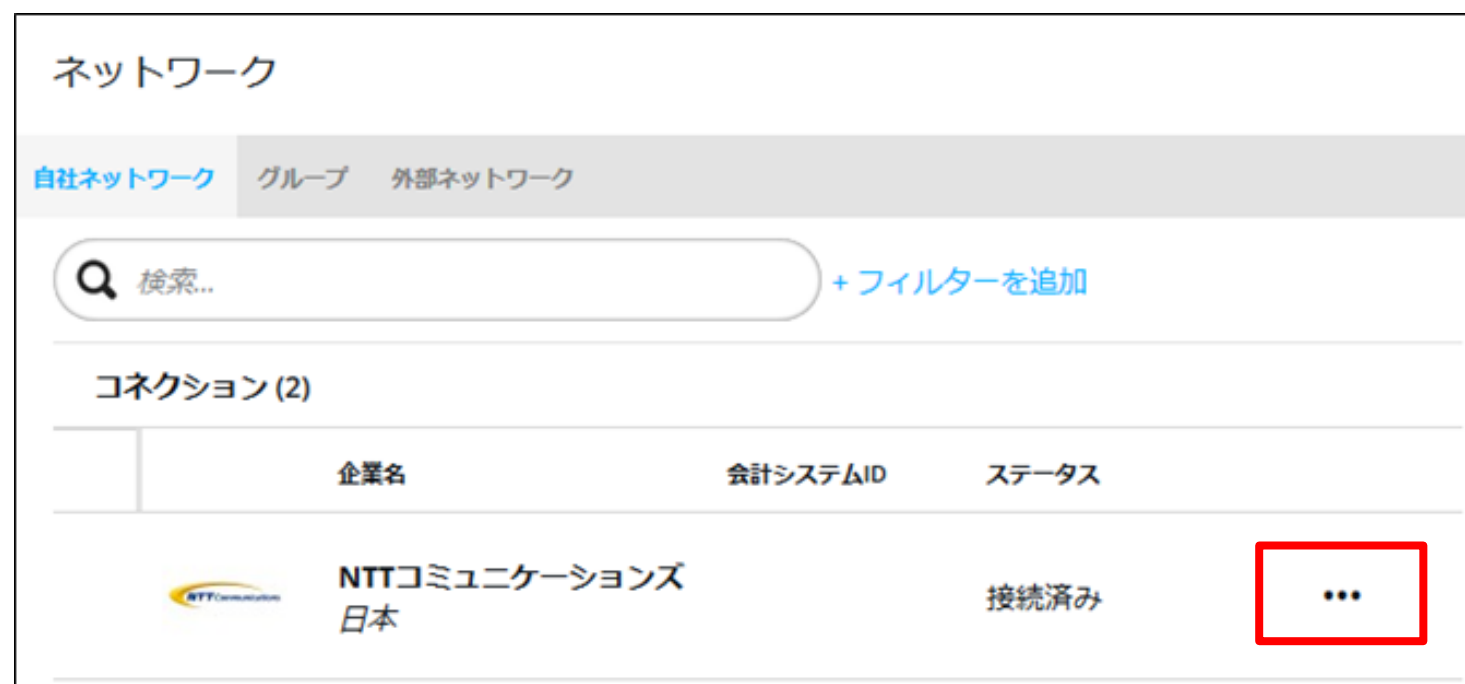 ネットワーク
自社ネットワーク グループ 外部ネットワーク
検索... + フィルターを追加
コネクション (2)
企業名 会計システムID ステータス
NTTコミュニケーションズ 接続済み •••
日本
NTT Communications